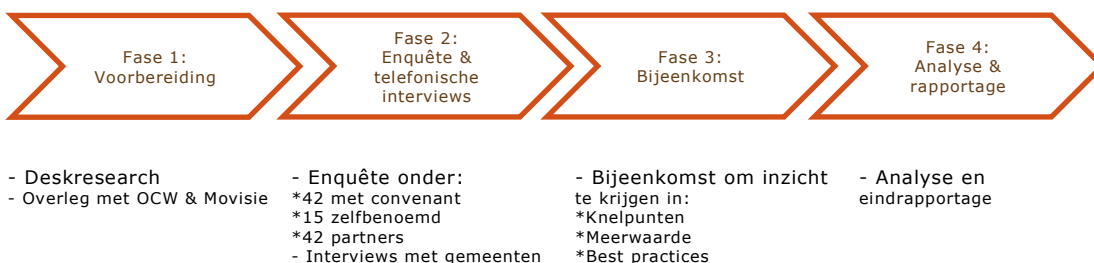 Fase 1:
Voorbereiding
Fase 2:
Enquête &
telefonische
interviews
Fase 3:
Bijeenkomst
Fase 4:
Analyse &
rapportage
- Deskresearch
- Overleg met OCW & Movisie
- Enquête onder:
*42 met convenant
*15 zelfbenoemd
*42 partners
- Interviews met gemeenten
- Bijeenkomst om inzicht
te krijgen in:
*Knelpunten
*Meerwaarde
*Best practices
- Analyse en
eindrapportage